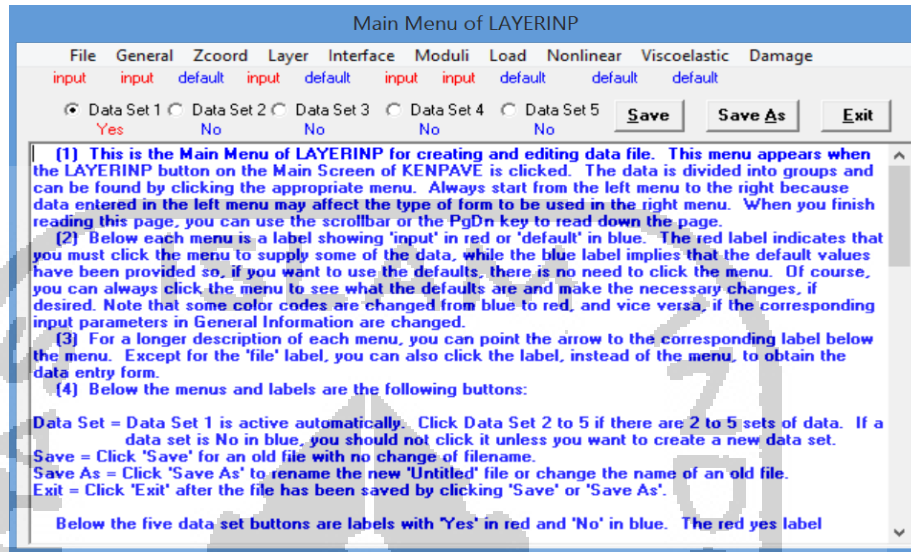 Main Menu of LAYERINP
File General Zcoord Layer Interface Moduli Load Nonlinear Viscoelastic Damage
input input default input default input input default default default
Data Set 1 Data Set 2 Data Set 3 Data Set 4 Data Set 5 Save Save As Exit
Yes No No No No
(1) This is the Main Menu of LAYERINP for creating and editing data file. This menu appears when
the LAYERINP button on the Main Screen of KENPAVE is clicked. The data is divided into groups and
can be found by clicking the appropriate menu. Always start from the left menu to the right because
data entered in the left menu may affect the type of form to be used in the right menu. When you finish
reading this page, you can use the scrollbar or the PgDn key to read down the page.
(2) Below each menu is a label showing 'input' in red or 'default' in blue. The red label indicates that
you must click the menu to supply some of the data, while the blue label implies that the default values
have been provided so, if you want to use the defaults, there is no need to click the menu. Of course,
you can always click the menu to see what the defaults are and make the necessary changes, if
desired. Note that some color codes are changed from blue to red, and vice versa, if the corresponding
input parameters in General Information are changed.
(3) For a longer description of each menu, you can point the arrow to the corresponding label below
the menu. Except for the 'file' label, you can also click the label, instead of the menu, to obtain the
data entry form.
(4) Below the menus and labels are the following buttons:
Data Set = Data Set 1 is active automatically. Click Data Set 2 to 5 if there are 2 to 5 sets of data. If a
data set is No in blue, you should not click it unless you want to create a new data set.
Save = Click 'Save' for an old file with no change of filename.
Save As = Click 'Save As' to rename the new 'Untitled' file or change the name of an old file.
Exit = Click 'Exit' after the file has been saved by clicking 'Save' or 'Save As'.
Below the five data set buttons are labels with 'Yes' in red and 'No' in blue. The red yes label
ISLAM